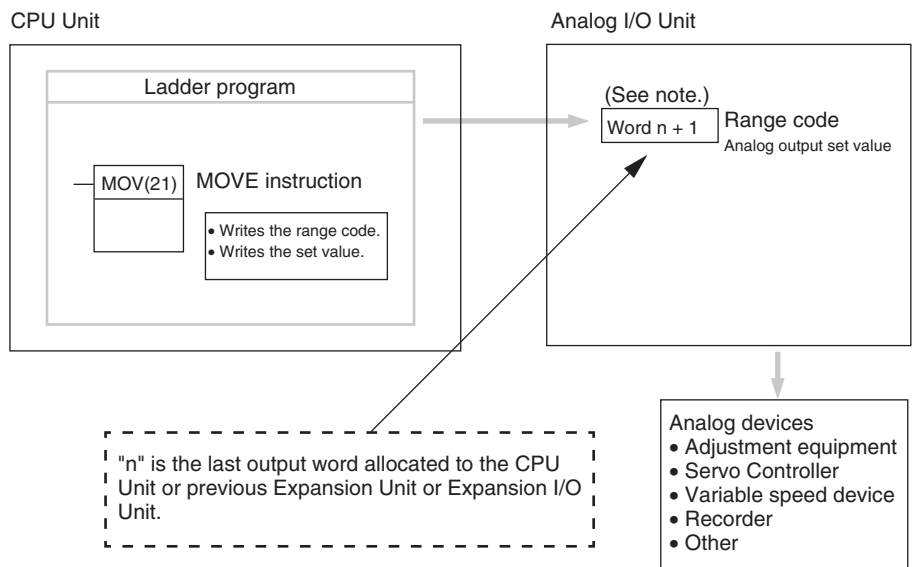 CPU Unit
Analog I/O Unit
Ladder program
MOV(21)
MOVE instruction
• Writes the range code.
• Writes the set value.
(See note.)
Word n + 1
Range code
Analog output set value
"n" is the last output word allocated to the CPU
Unit or previous Expansion Unit or Expansion I/O
Unit.
Analog devices
• Adjustment equipment
• Servo Controller
• Variable speed device
• Recorder
• Other